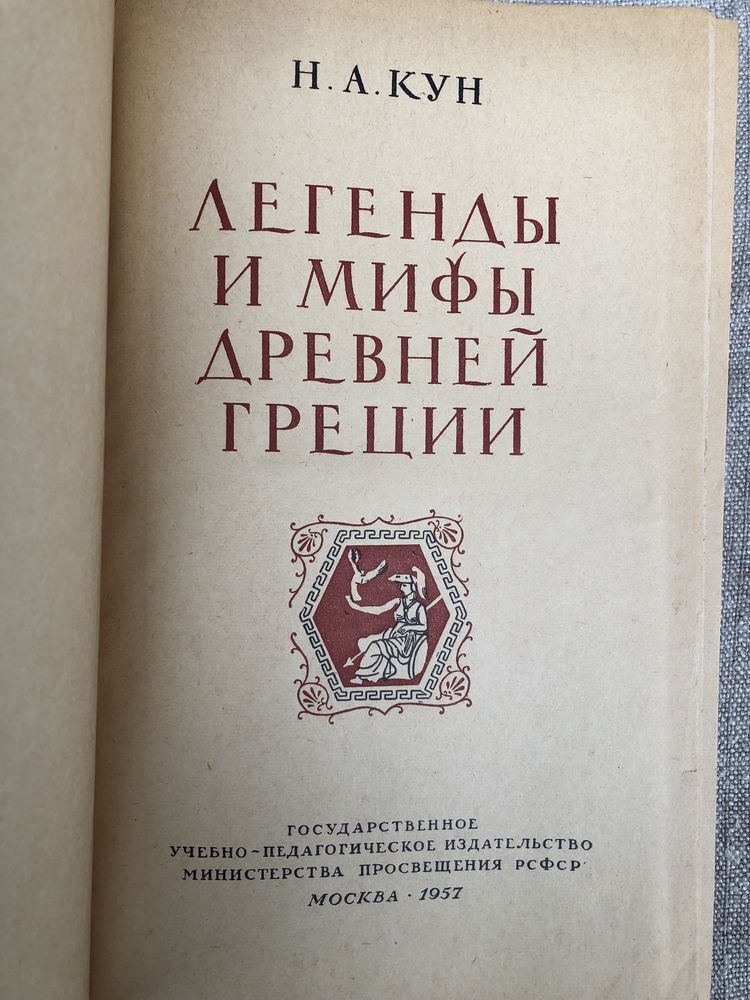 Н. А. КУН
ЛЕГЕНДЫ
И МИФЫ
ДРЕВНЕЙ
ГРЕЦИИ
ГОСУДАРСТВЕННОЕ
УЧЕБНО-ПЕДАГОГИЧЕСКОЕ ИЗДАТЕЛЬСТВО
МИНИСТЕРСТВА ПРОСВЕЩЕНИЯ РСФСР
МОСКВА · 1957